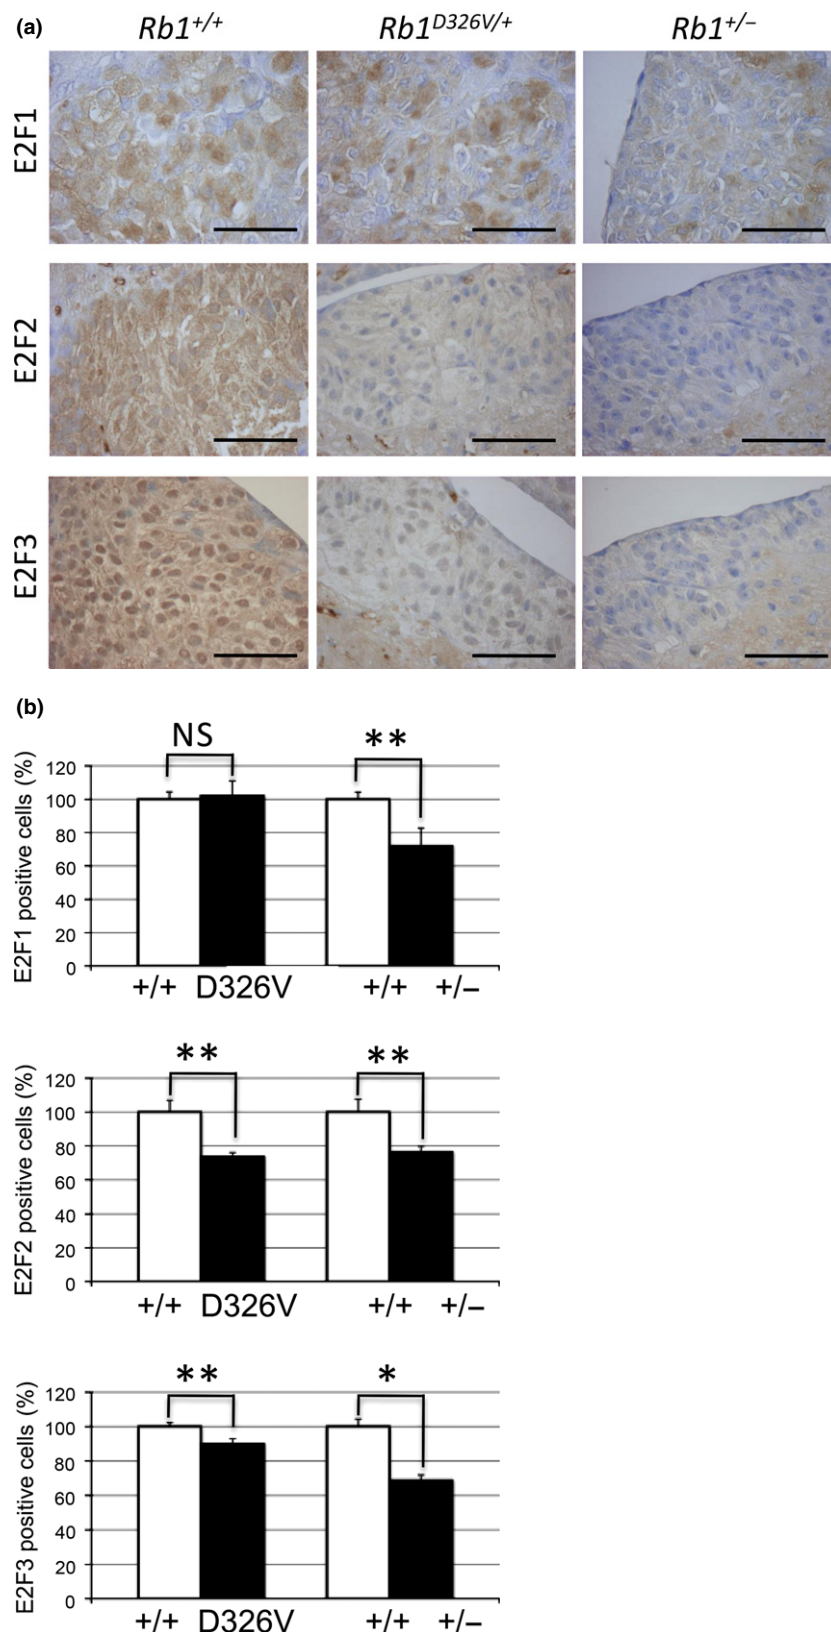 (a)
Rb1+/+ Rb1D326V/+ Rb1+/–
E2F1
E2F2
E2F3
(b)
NS **
E2F1 positive cells (%)
120
100
80
60
40
20
0
+/+ D326V +/+ +/–
** **
E2F2 positive cells (%)
120
100
80
60
40
20
0
+/+ D326V +/+ +/–
** *
E2F3 positive cells (%)
120
100
80
60
40
20
0
+/+ D326V +/+ +/–